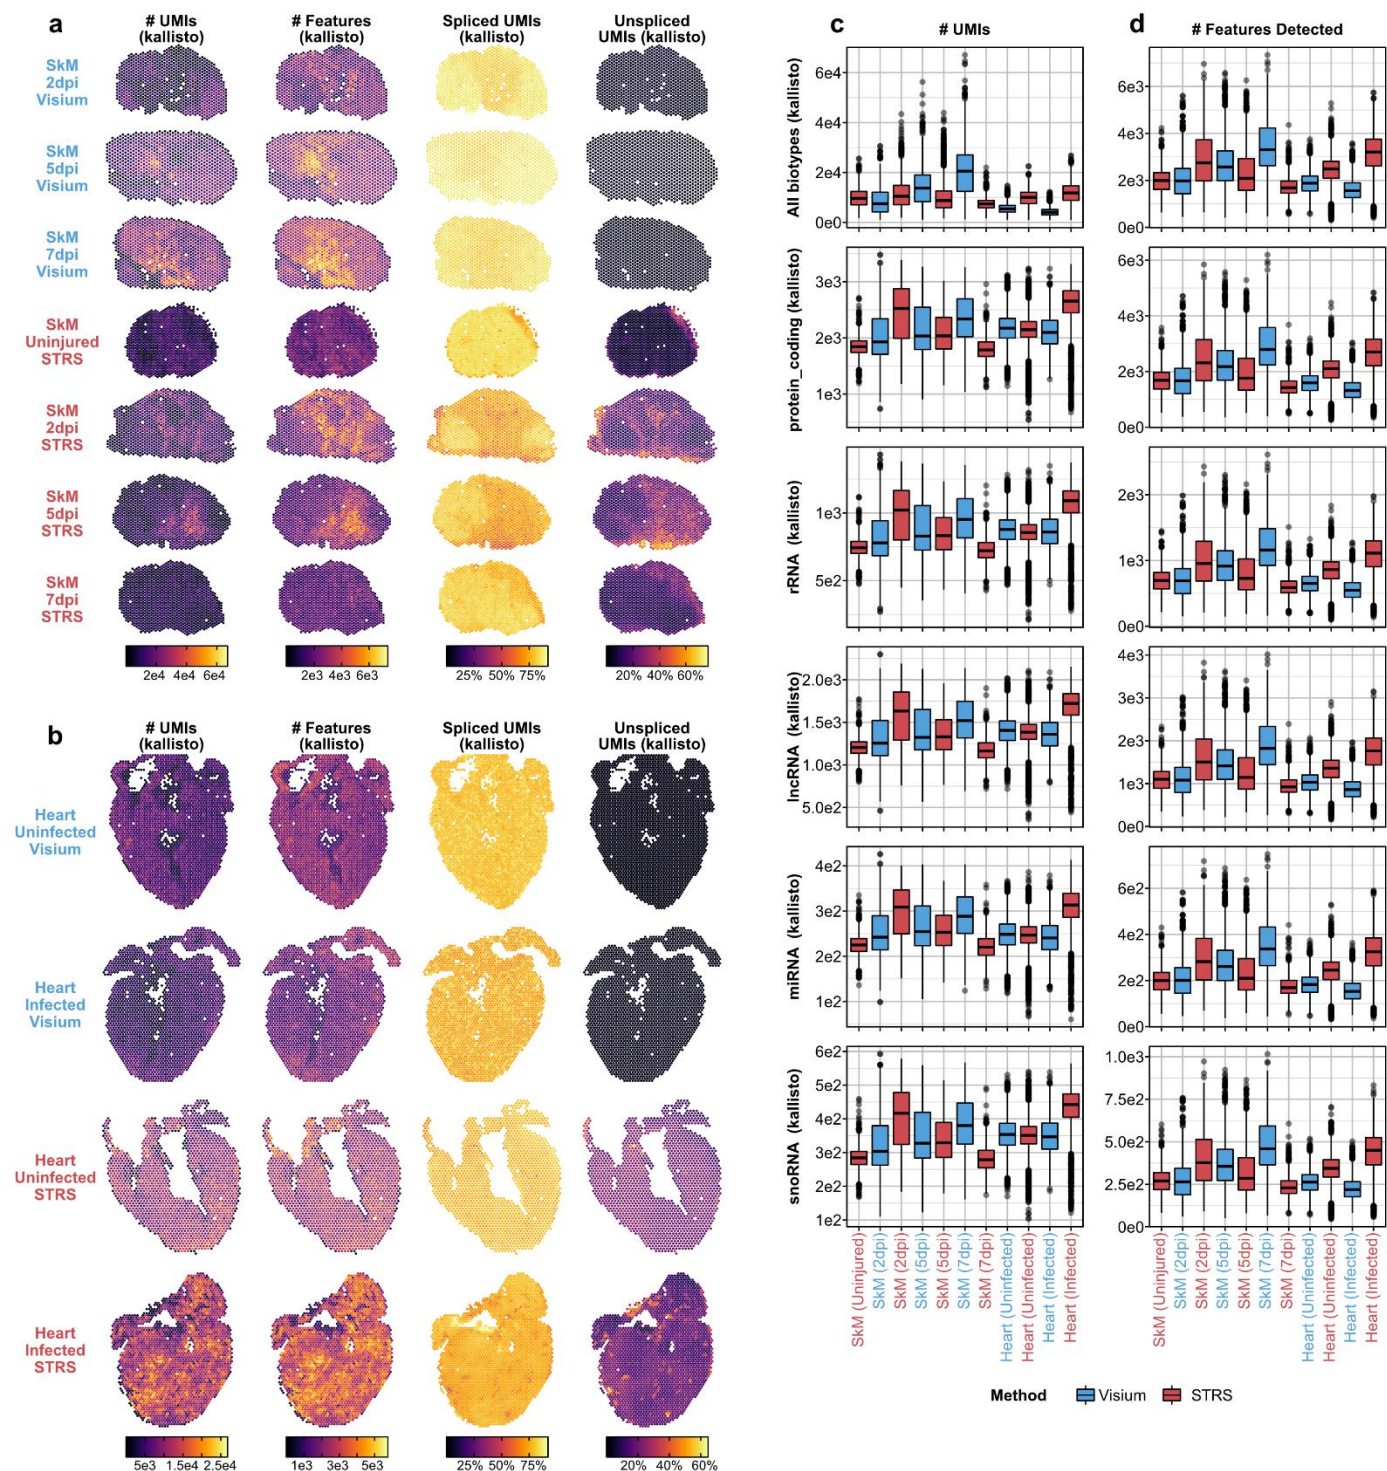 a
# UMIs
(kallisto)
# Features
(kallisto)
Spliced UMIs
(kallisto)
Unspliced
UMIs (kallisto)
SkM
2dpi
Visium
SkM
5dpi
Visium
SkM
7dpi
Visium
SkM
Uninjured
STRS
SkM
2dpi
STRS
SkM
5dpi
STRS
SkM
7dpi
STRS
2e4 4e4 6e4
2e3 4e3 6e3
25% 50% 75%
20% 40% 60%
b
# UMIs
(kallisto)
# Features
(kallisto)
Spliced UMIs
(kallisto)
Unspliced
UMIs (kallisto)
Heart
Uninfected
Visium
Heart
Infected
Visium
Heart
Uninfected
STRS
Heart
Infected
STRS
5e3 1.5e4 2.5e4
1e3 3e3 5e3
25% 50% 75%
20% 40% 60%
c
# UMIs
All biotypes (kallisto)
6e4
4e4
2e4
0e0
protein_coding (kallisto)
3e3
2e3
1e3
rRNA (kallisto)
1e3
5e2
lncRNA (kallisto)
2.0e3
1.5e3
1.0e3
5.0e2
miRNA (kallisto)
4e2
3e2
2e2
1e2
snoRNA (kallisto)
6e2
5e2
4e2
3e2
2e2
1e2
SkM (Uninjured)
SkM (2dpi)
SkM (2dpi)
SkM (5dpi)
SkM (5dpi)
SkM (7dpi)
SkM (7dpi)
Heart (Uninfected)
Heart (Uninfected)
Heart (Infected)
Heart (Infected)
d
# Features Detected
6e3
4e3
2e3
0e0
6e3
4e3
2e3
0e0
2e3
1e3
0e0
4e3
3e3
2e3
1e3
0e0
6e2
4e2
2e2
0e0
1.0e3
7.5e2
5.0e2
2.5e2
0e0
SkM (Uninjured)
SkM (2dpi)
SkM (2dpi)
SkM (5dpi)
SkM (5dpi)
SkM (7dpi)
SkM (7dpi)
Heart (Uninfected)
Heart (Uninfected)
Heart (Infected)
Heart (Infected)
Method Visium STRS